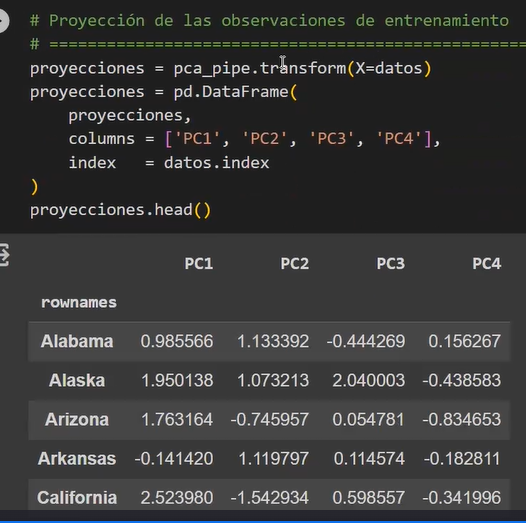 # Proyección de las observaciones de entrenamiento
# ==================================================
proyecciones = pca_pipe.transform(X=datos)
proyecciones = pd.DataFrame(
    proyecciones,
    columns = ['PC1', 'PC2', 'PC3', 'PC4'],
    index   = datos.index
)
proyecciones.head()
PC1 PC2 PC3 PC4
rownames
Alabama 0.985566 1.133392 -0.444269 0.156267
Alaska 1.950138 1.073213 2.040003 -0.438583
Arizona 1.763164 -0.745957 0.054781 -0.834653
Arkansas -0.141420 1.119797 0.114574 -0.182811
California 2.523980 -1.542934 0.598557 -0.341996